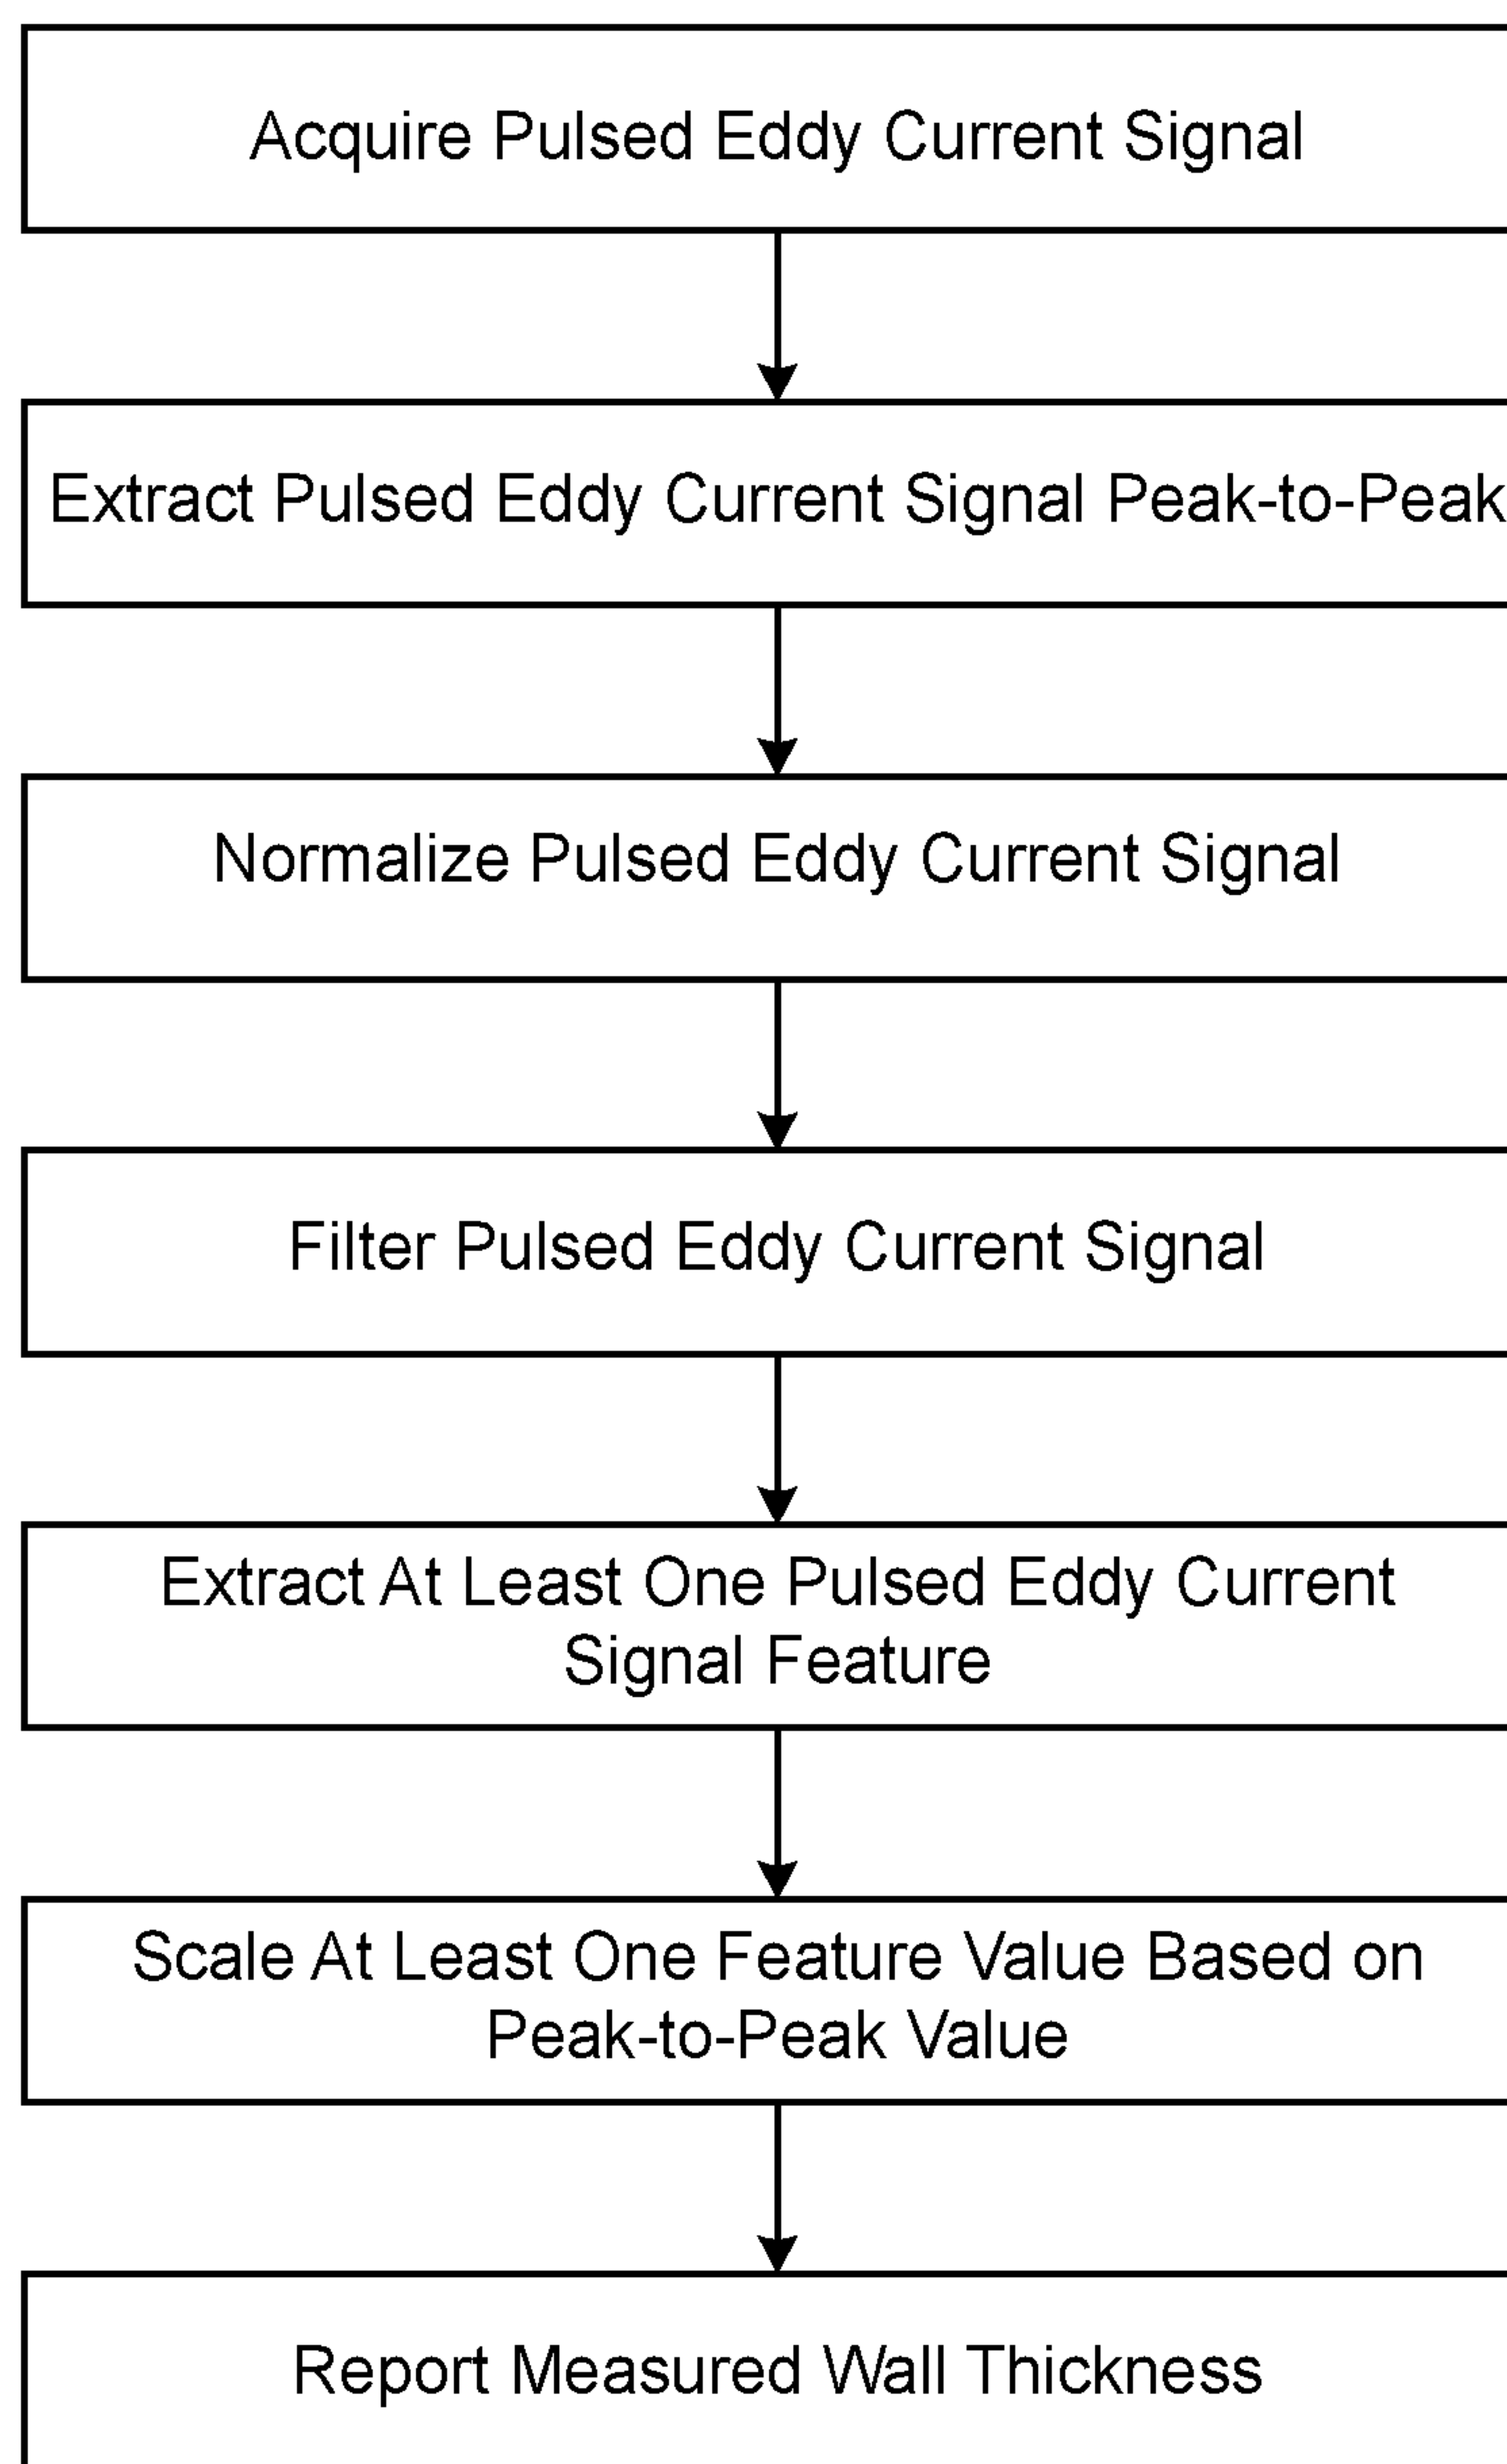 Acquire Pulsed Eddy Current Signal
Extract Pulsed Eddy Current Signal Peak-to-Peak
Normalize Pulsed Eddy Current Signal
Filter Pulsed Eddy Current Signal
Extract At Least One Pulsed Eddy Current
Signal Feature
Scale At Least One Feature Value Based on
Peak-to-Peak Value
Report Measured Wall Thickness